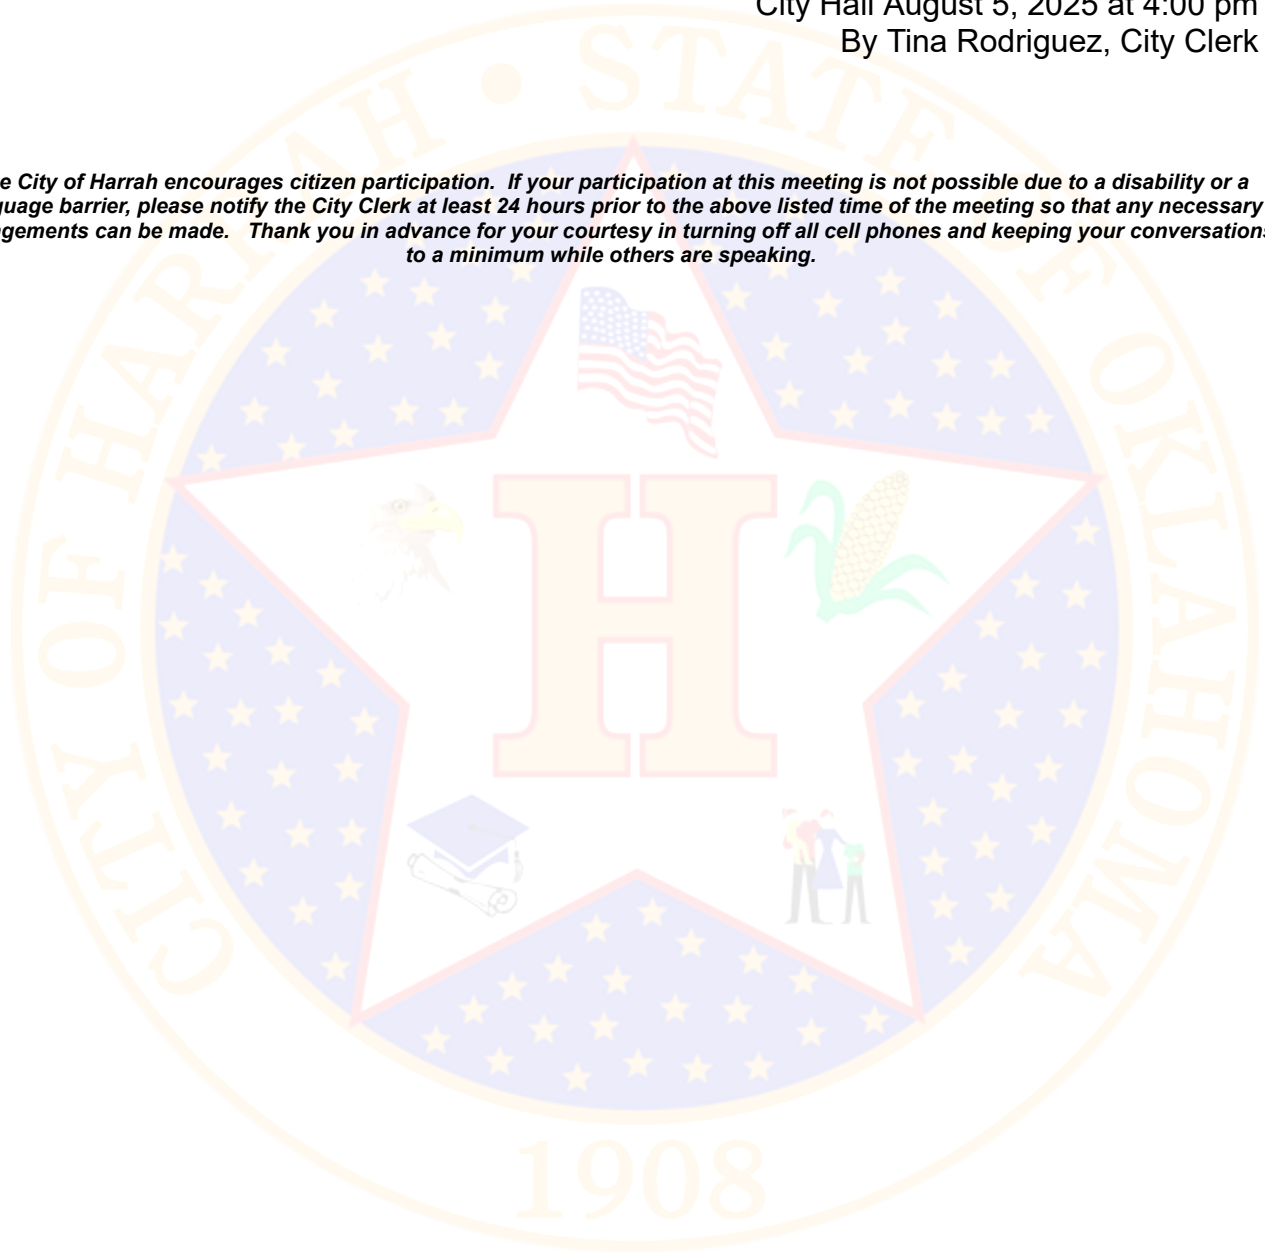 City Hall August 5, 2025 at 4:00 pm
By Tina Rodriguez, City Clerk
City of Harrah encourages citizen participation.  If your participation at this meeting is not possible due to a disability or a
barrier, please notify the City Clerk at least 24 hours prior to the above listed time of the meeting so that any necessary
can be made.   Thank you in advance for your courtesy in turning off all cell phones and keeping your conversations
to a minimum while others are speaking.
CITY OF HARRAH • STATE OF OKLAHOMA
H
1908